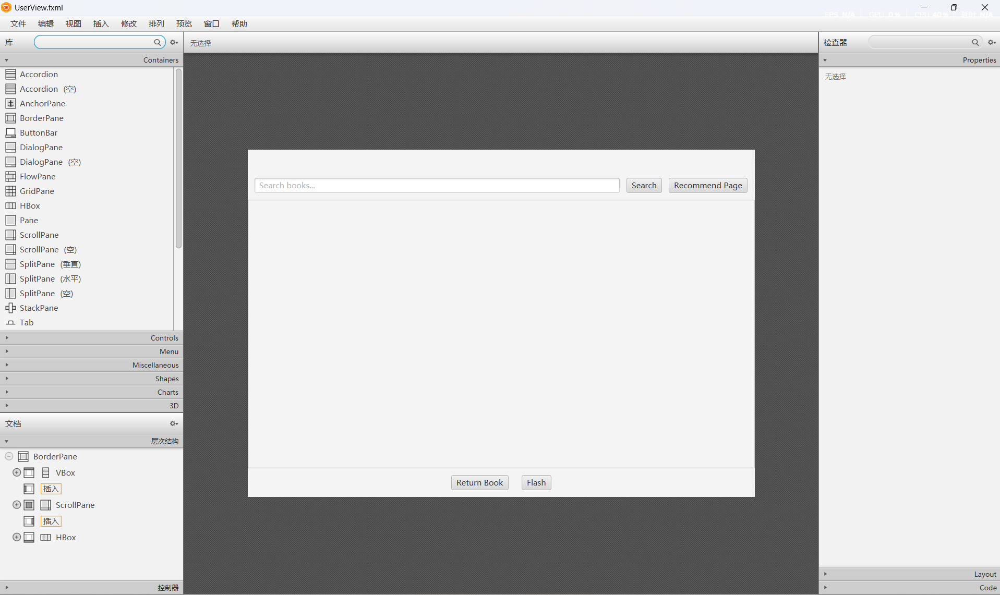 UserView.fxml
FPS N/A GPU 0% CPU 40% 延时 N/A
文件 编辑 视图 插入 修改 排列 预览 窗口 帮助
库
无选择
检查器
Containers
Accordion
Accordion (空)
AnchorPane
BorderPane
ButtonBar
DialogPane
DialogPane (空)
FlowPane
GridPane
HBox
Pane
ScrollPane
ScrollPane (空)
SplitPane (垂直)
SplitPane (水平)
SplitPane (空)
StackPane
Tab
Controls
Menu
Miscellaneous
Shapes
Charts
3D
文档
层次结构
BorderPane
VBox
插入
ScrollPane
插入
HBox
控制器
Search books...
Search
Recommend Page
Return Book
Flash
Properties
无选择
Layout
Code